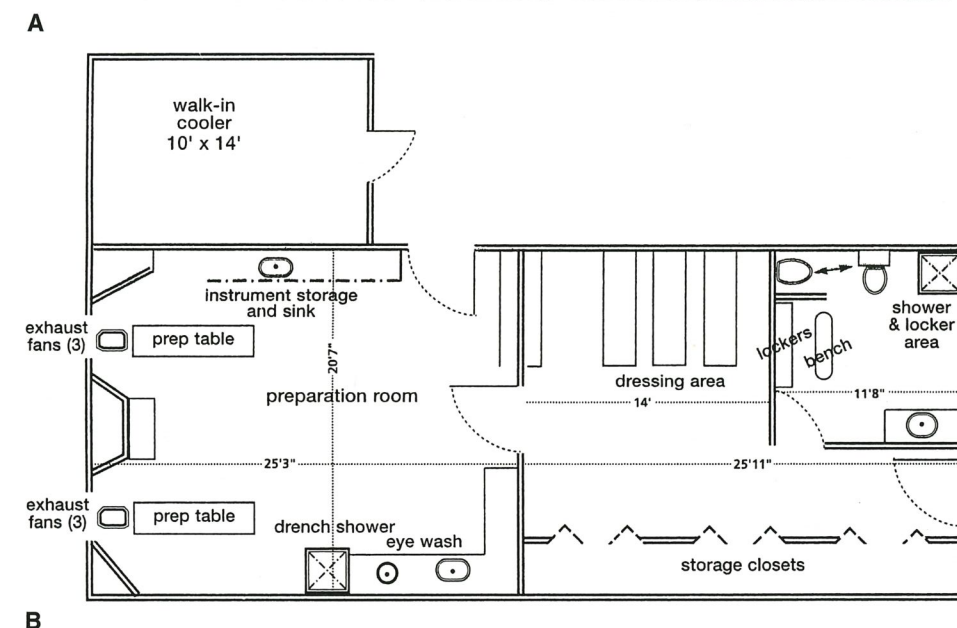 A
walk-in
cooler
10' x 14'
instrument storage
and sink
exhaust
fans (3)
prep table
20'7"
preparation room
dressing area
14'
lockers
bench
shower
& locker
area
11'8"
25'3"
25'11"
exhaust
fans (3)
prep table
drench shower
eye wash
storage closets
B